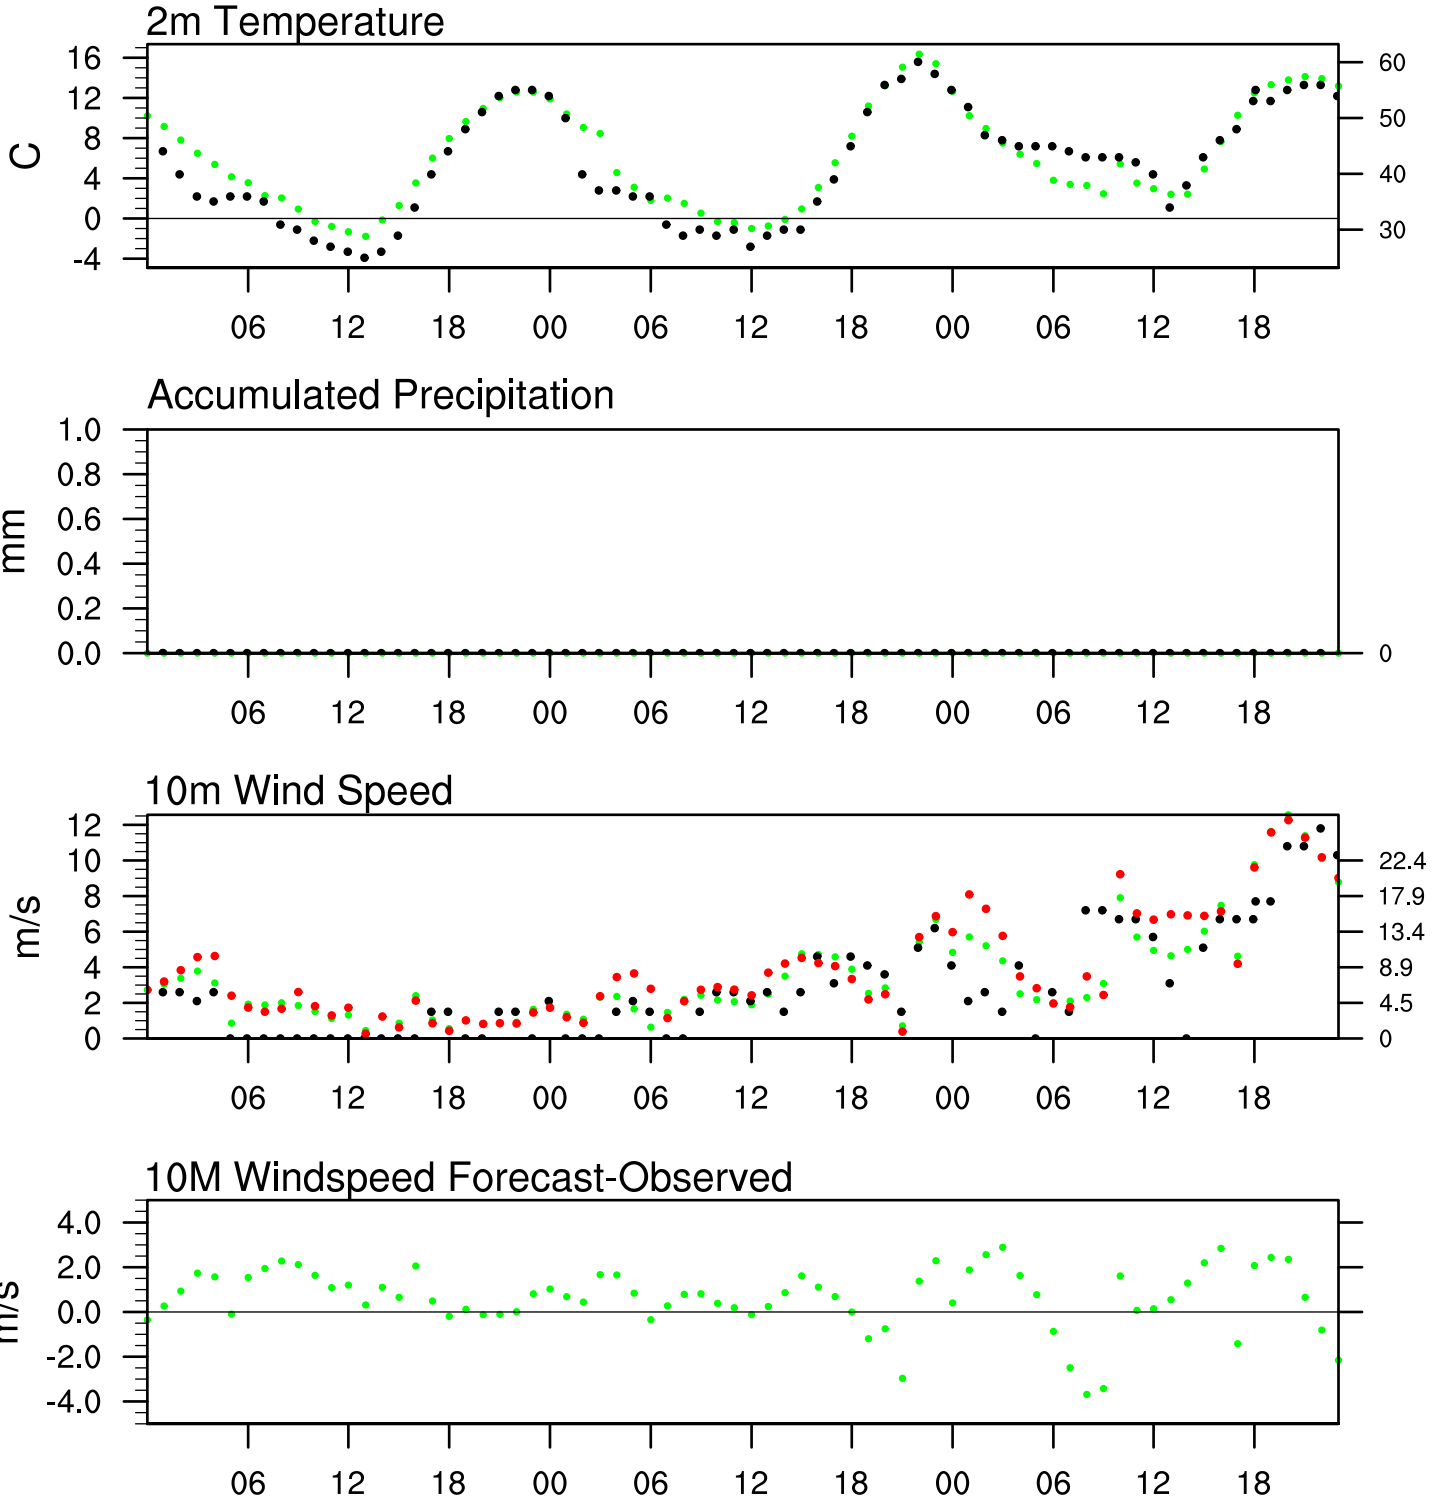 2m Temperature
16
12
8
4
0
-4
C
60
50
40
30
06 12 18 00 06 12 18 00 06 12 18
Accumulated Precipitation
1.0
0.8
0.6
0.4
0.2
0.0
mm
0
06 12 18 00 06 12 18 00 06 12 18
10m Wind Speed
12
10
8
6
4
2
0
m/s
22.4
17.9
13.4
8.9
4.5
0
06 12 18 00 06 12 18 00 06 12 18
10M Windspeed Forecast-Observed
4.0
2.0
0.0
-2.0
-4.0
m/s
06 12 18 00 06 12 18 00 06 12 18